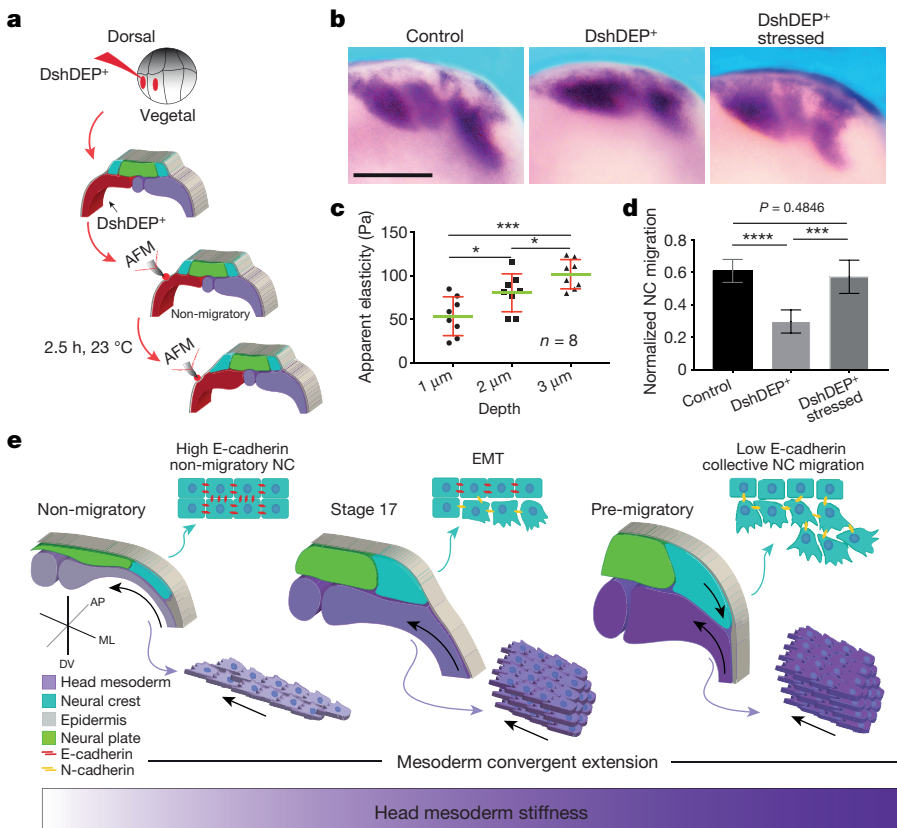 a
Dorsal
DshDEP⁺
Vegetal
DshDEP⁺
AFM
Non-migratory
2.5 h, 23 °C
AFM
b
Control
DshDEP⁺
DshDEP⁺
stressed
c
Apparent elasticity (Pa)
150
100
50
0
***
*
*
n = 8
1 μm
2 μm
3 μm
Depth
d
Normalized NC migration
0.8
0.6
0.4
0.2
0
P = 0.4846
****
***
Control
DshDEP⁺
DshDEP⁺
stressed
e
High E-cadherin
non-migratory NC
EMT
Low E-cadherin
collective NC migration
Non-migratory
Stage 17
Pre-migratory
AP
ML
DV
Head mesoderm
Neural crest
Epidermis
Neural plate
E-cadherin
N-cadherin
Mesoderm convergent extension
Head mesoderm stiffness